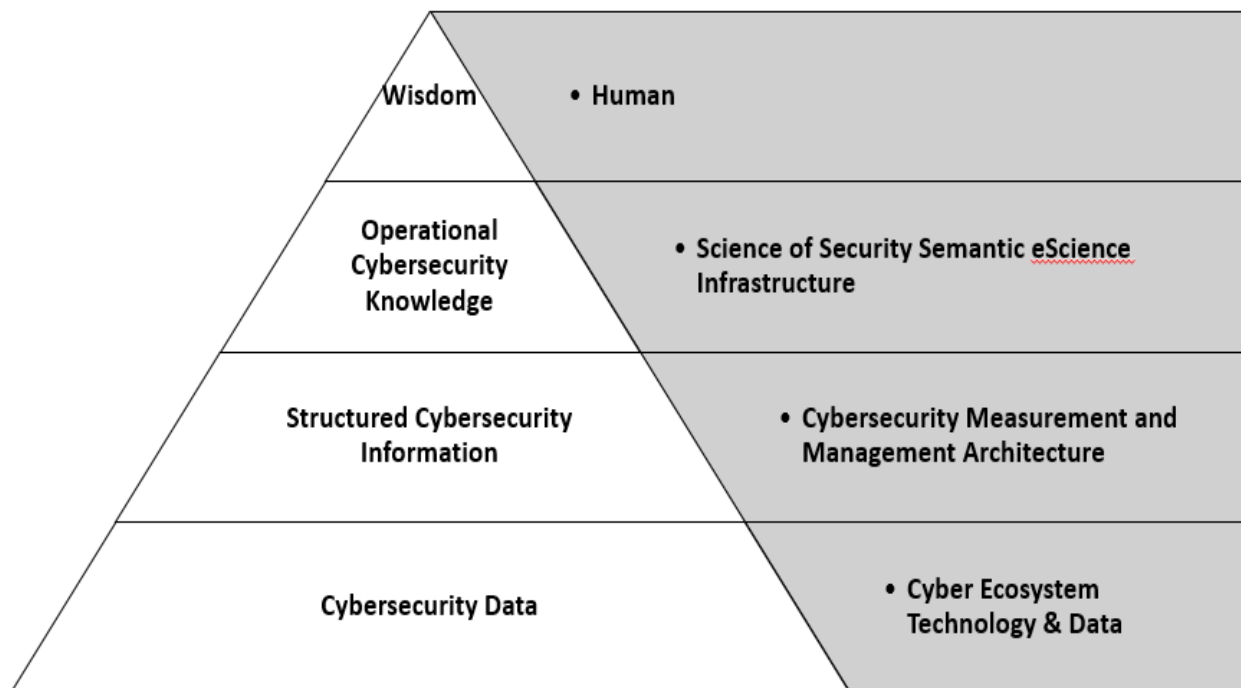 Wisdom
• Human
Operational
Cybersecurity
Knowledge
• Science of Security Semantic eScience
Infrastructure
Structured Cybersecurity
Information
• Cybersecurity Measurement and
Management Architecture
Cybersecurity Data
• Cyber Ecosystem
Technology & Data